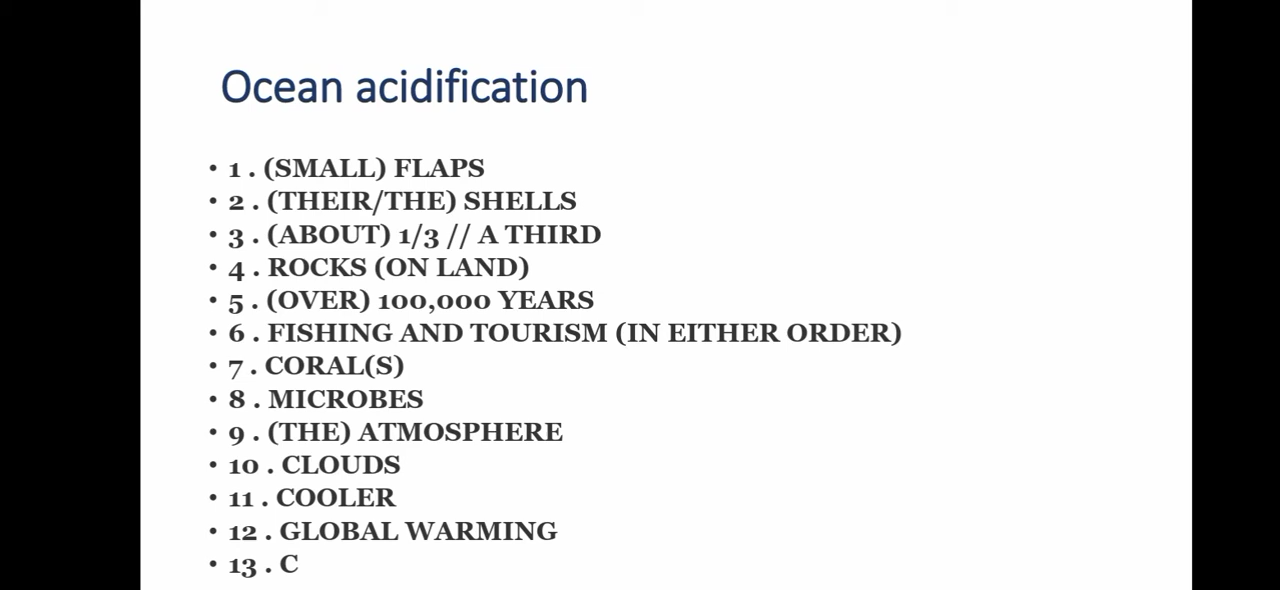 Ocean acidification
• 1 . (SMALL) FLAPS
• 2 . (THEIR/THE) SHELLS
• 3 . (ABOUT) 1/3 // A THIRD
• 4 . ROCKS (ON LAND)
• 5 . (OVER) 100,000 YEARS
• 6 . FISHING AND TOURISM (IN EITHER ORDER)
• 7 . CORAL(S)
• 8 . MICROBES
• 9 . (THE) ATMOSPHERE
• 10 . CLOUDS
• 11 . COOLER
• 12 . GLOBAL WARMING
• 13 . C